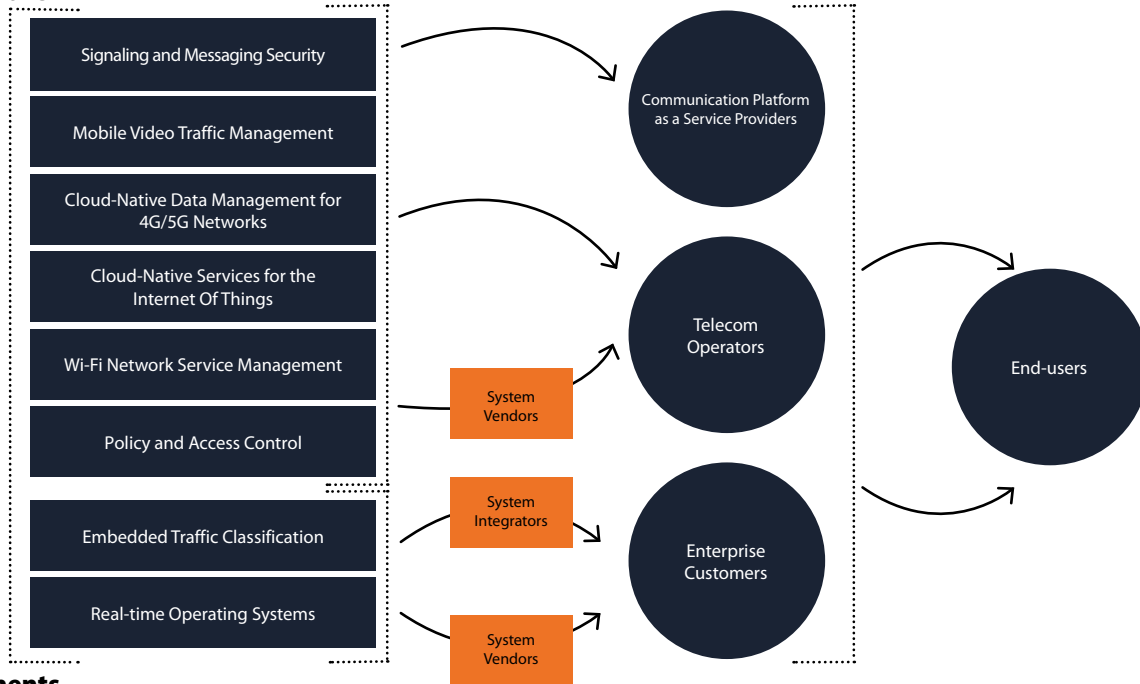 Signaling and Messaging Security
Mobile Video Traffic Management
Cloud-Native Data Management for
4G/5G Networks
Cloud-Native Services for the
Internet Of Things
Wi-Fi Network Service Management
Policy and Access Control
Embedded Traffic Classification
Real-time Operating Systems
System
Vendors
System
Integrators
System
Vendors
Communication Platform
as a Service Providers
Telecom
Operators
Enterprise
Customers
End-users